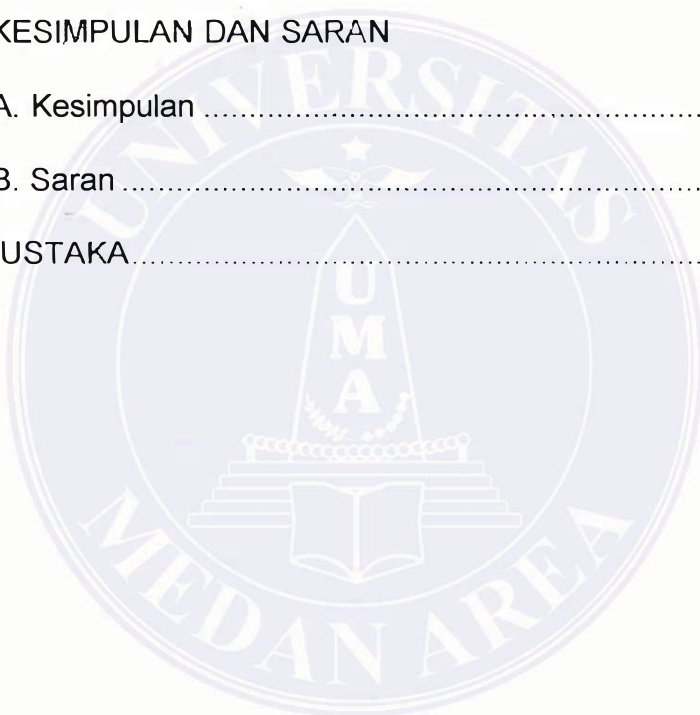 KESIMPULAN DAN SARAN
A. Kesimpulan ........................................................
B. Saran ........................................................
USTAKA........................................................
UNIVERSITAS
UMA
MEDAN AREA